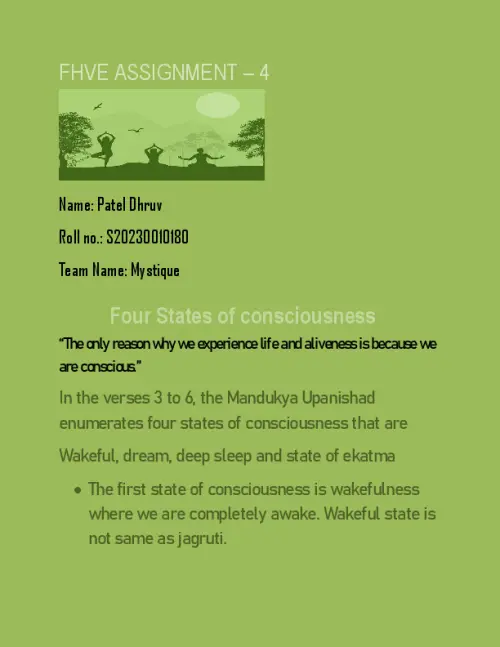 FHVE ASSIGNMENT – 4
Name: Patel Dhruv
Roll no.: S20230010180
Team Name: Mystique
Four States of consciousness
“The only reason why we experience life and aliveness is because we
are conscious.”
In the verses 3 to 6, the Mandukya Upanishad
enumerates four states of consciousness that are
Wakeful, dream, deep sleep and state of ekatma
• The first state of consciousness is wakefulness
where we are completely awake. Wakeful state is
not same as jagruti.